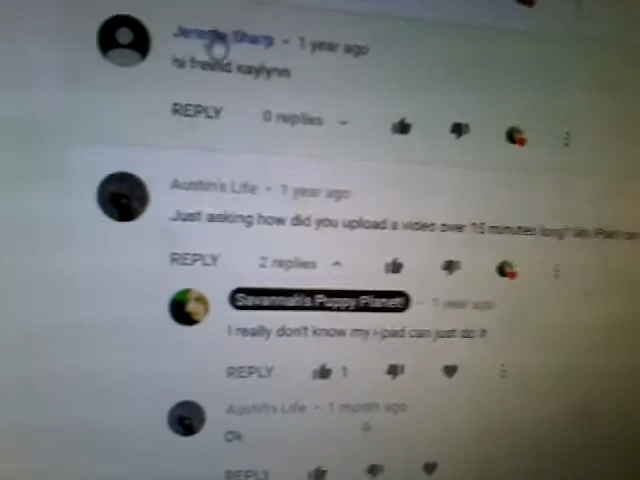 Jeremy Sharp • 1 year ago
hi freind kaylynn
REPLY 0 replies
Austin's Life • 1 year ago
Just asking how did you upload a video over 15 minutes long? My iPad
REPLY 2 replies
Savannah's Puppy Planet! • 1 year ago
I really don't know my i-pad can just do it
REPLY 1
Austin's Life • 1 month ago
Ok
REPLY